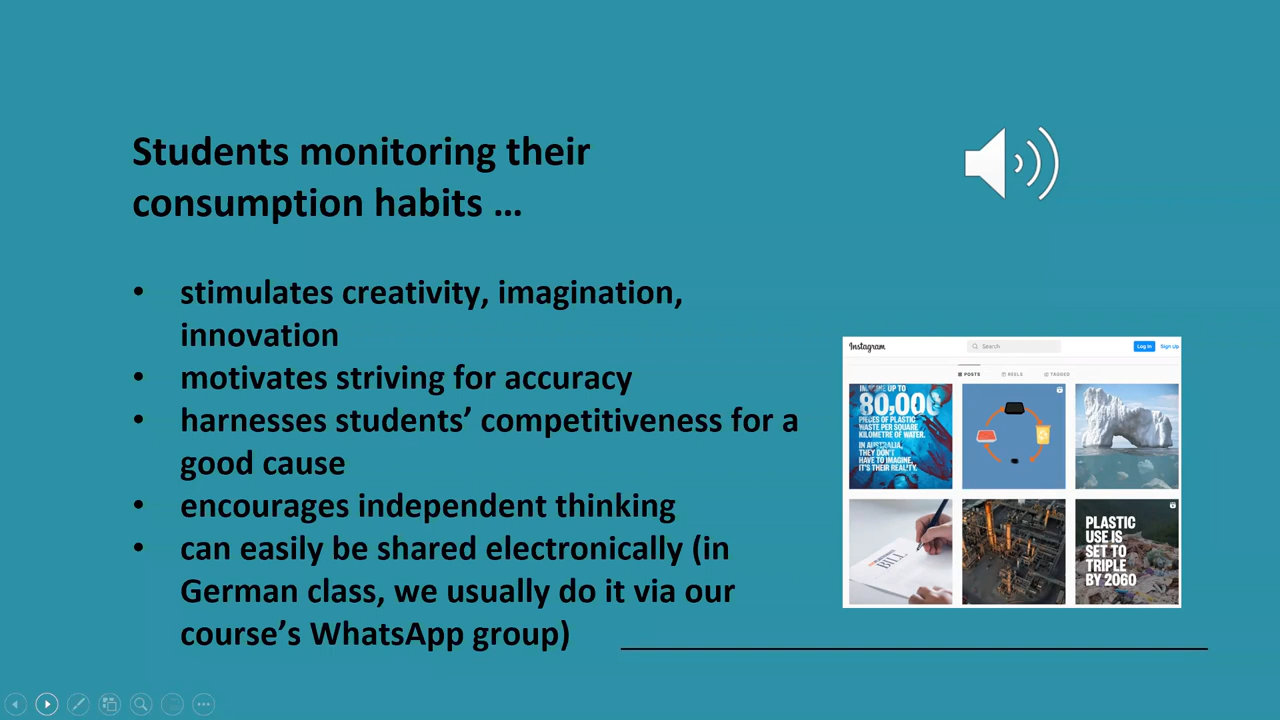 Students monitoring their
consumption habits …
• stimulates creativity, imagination,
innovation
• motivates striving for accuracy
• harnesses students’ competitiveness for a
good cause
• encourages independent thinking
• can easily be shared electronically (in
German class, we usually do it via our
course’s WhatsApp group)
Instagram
Search
Log In
Sign Up
POSTS
REELS
TAGGED
IMAGINE UP TO
80,000
PIECES OF PLASTIC
WASTE PER SQUARE
KILOMETRE OF WATER.
IN AUSTRALIA,
THEY DON'T
HAVE TO IMAGINE,
IT'S THEIR REALITY.
BILL
PLASTIC
USE IS
SET TO
TRIPLE
BY 2060